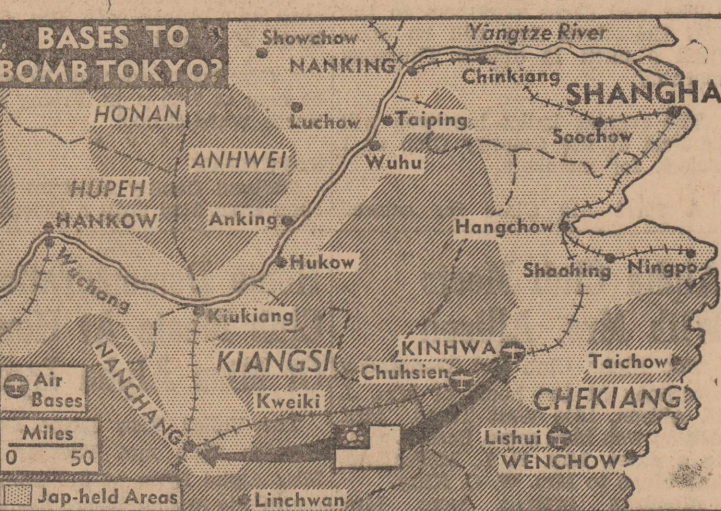 BASES TO
BOMB TOKYO?
Showchow
NANKING
Yangtze River
Chinkiang
SHANGHA
HONAN
Luchow
Taiping
Soochow
ANHWEI
Wuhu
HUPEH
HANKOW
Anking
Hangchow
Wuchang
Hukow
Shaohing
Ningpo
Kiukiang
NANCHANG
KIANGSI
KINHWA
Chuhsien
Taichow
Air
Bases
Kweiki
CHEKIANG
Miles
0 50
Lishui
WENCHOW
Jap-held Areas
Linchwan